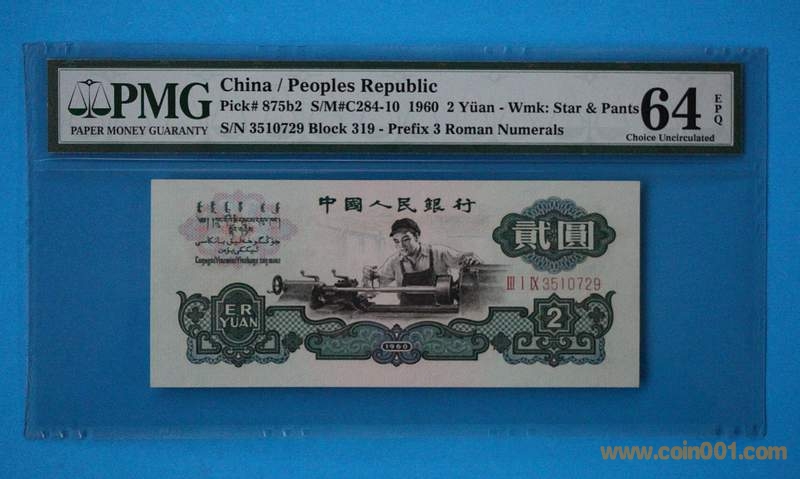 PMG
PAPER MONEY GUARANTY
China / Peoples Republic
Pick# 875b2 S/M#C284-10 1960 2 Yüan - Wmk: Star & Pants
S/N 3510729 Block 319 - Prefix 3 Roman Numerals
64
EPQ
Choice Uncirculated
中國人民銀行
貳圓
III I IX 3510729
ER
YUAN
2
1960
www.coin001.com